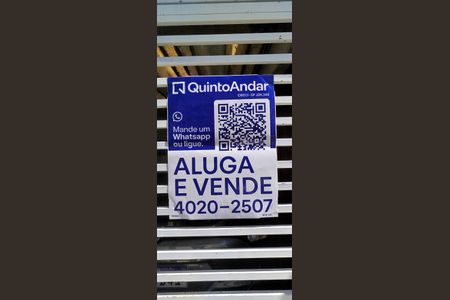 QuintoAndar
Mande um
Whatsapp
ou ligue.
ALUGA
E VENDE
4020-2507